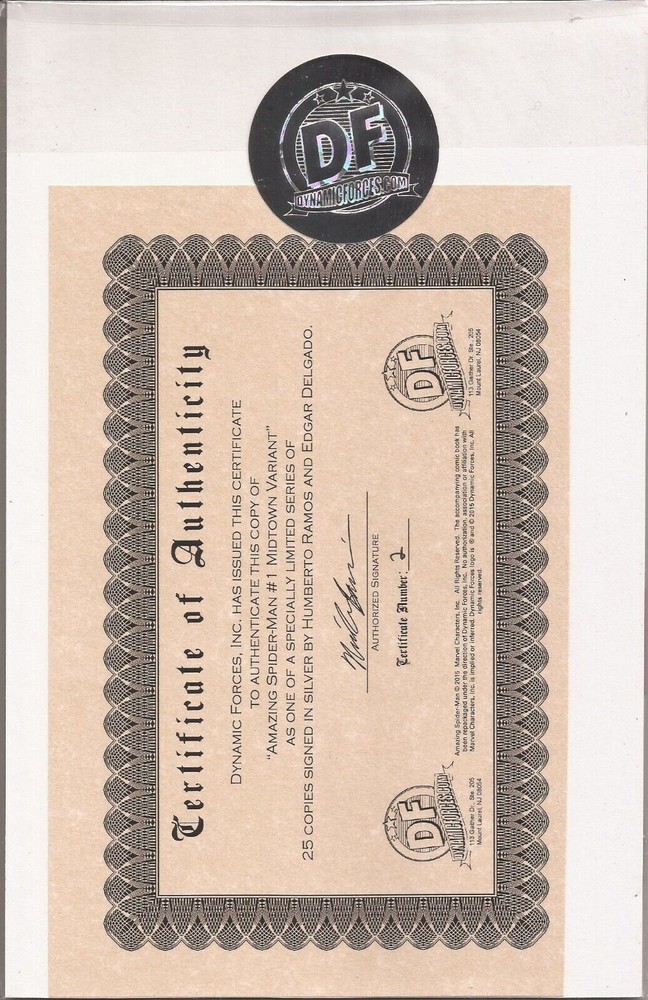 DF
DYNAMICFORCES.COM
Certificate of Authenticity
DYNAMIC FORCES, INC. HAS ISSUED THIS CERTIFICATE
TO AUTHENTICATE THIS COPY OF
"AMAZING SPIDER-MAN #1 MIDTOWN VARIANT"
AS ONE OF A SPECIALLY LIMITED SERIES OF
25 COPIES SIGNED IN SILVER BY HUMBERTO RAMOS AND EDGAR DELGADO.
AUTHORIZED SIGNATURE
Certificate Number: 2
DF
DYNAMICFORCES.COM
113 Gaither Dr. Ste. 205
Mount Laurel, NJ 08054
Amazing Spider-Man © 2015 Marvel Characters, Inc. All Rights Reserved. The accompanying comic book has
been repackaged under the direction of Dynamic Forces, Inc. No authorization, association or affiliation with
Marvel Characters, Inc. is implied or inferred. Dynamic Forces logo is ® and © 2015 Dynamic Forces, Inc. All
rights reserved.
DF
DYNAMICFORCES.COM
113 Gaither Dr. Ste. 205
Mount Laurel, NJ 08054